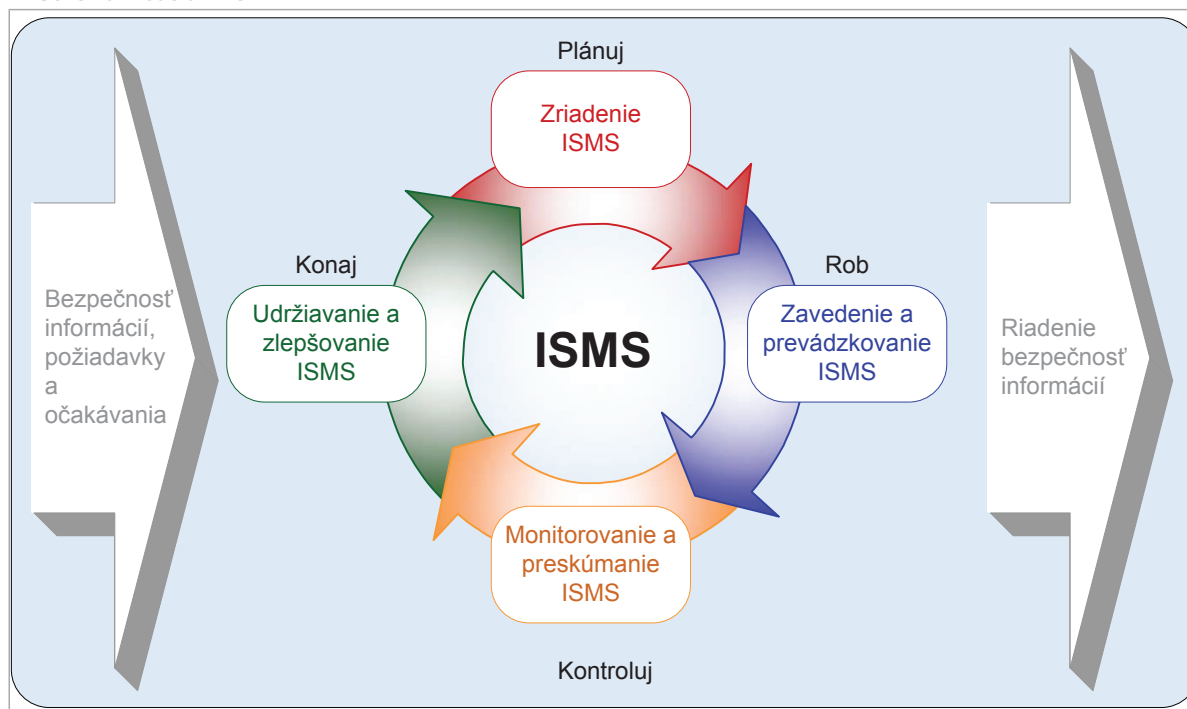 Plánuj
Zriadenie
ISMS
Konaj
Rob
Bezpečnosť
informácií,
požiadavky
a
očakávania
Udržiavanie a
zlepšovanie
ISMS
ISMS
Zavedenie a
prevádzkovanie
ISMS
Riadenie
bezpečnosť
informácií
Monitorovanie a
preskúmanie
ISMS
Kontroluj